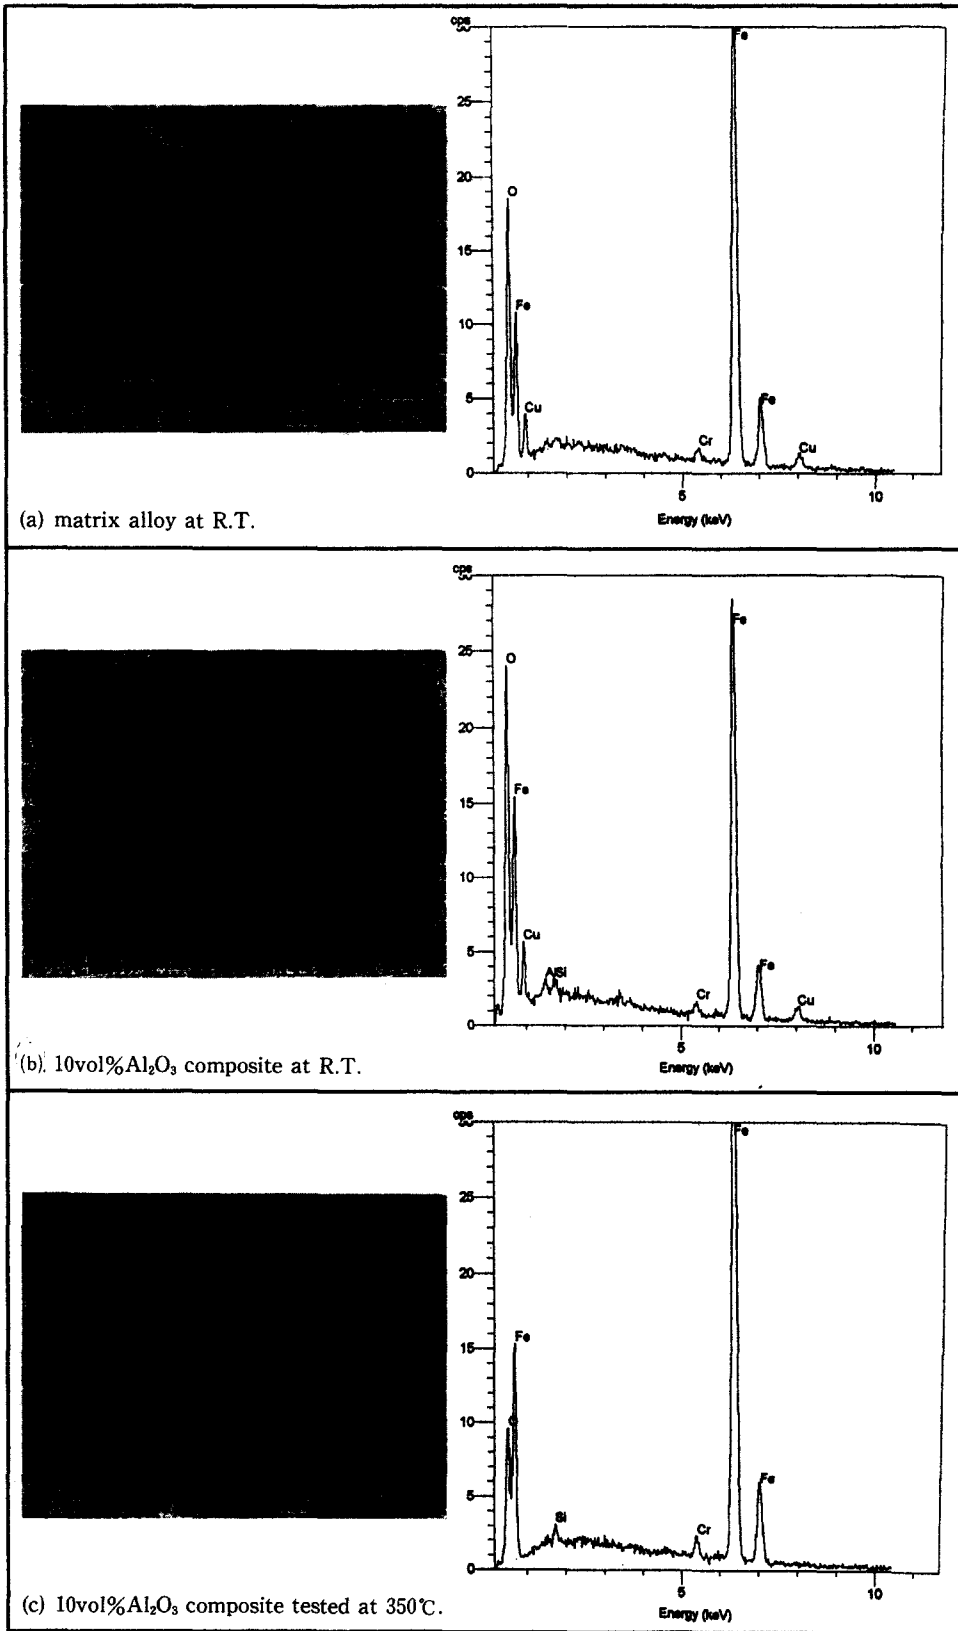 cps
30
Fe
25
20
O
15
Fe
10
5
Cu
Cr
Fe
Cu
0
5
10
Energy (keV)
(a) matrix alloy at R.T.
cps
30
Fe
25
O
20
15
Fe
10
Cu
5
Al Si
Cr
Fe
Cu
0
5
10
Energy (keV)
(b) 10vol%Al₂O₃ composite at R.T.
cps
30
Fe
25
20
15
Fe
10
O
5
Si
Cr
Fe
0
5
10
Energy (keV)
(c) 10vol%Al₂O₃ composite tested at 350℃.